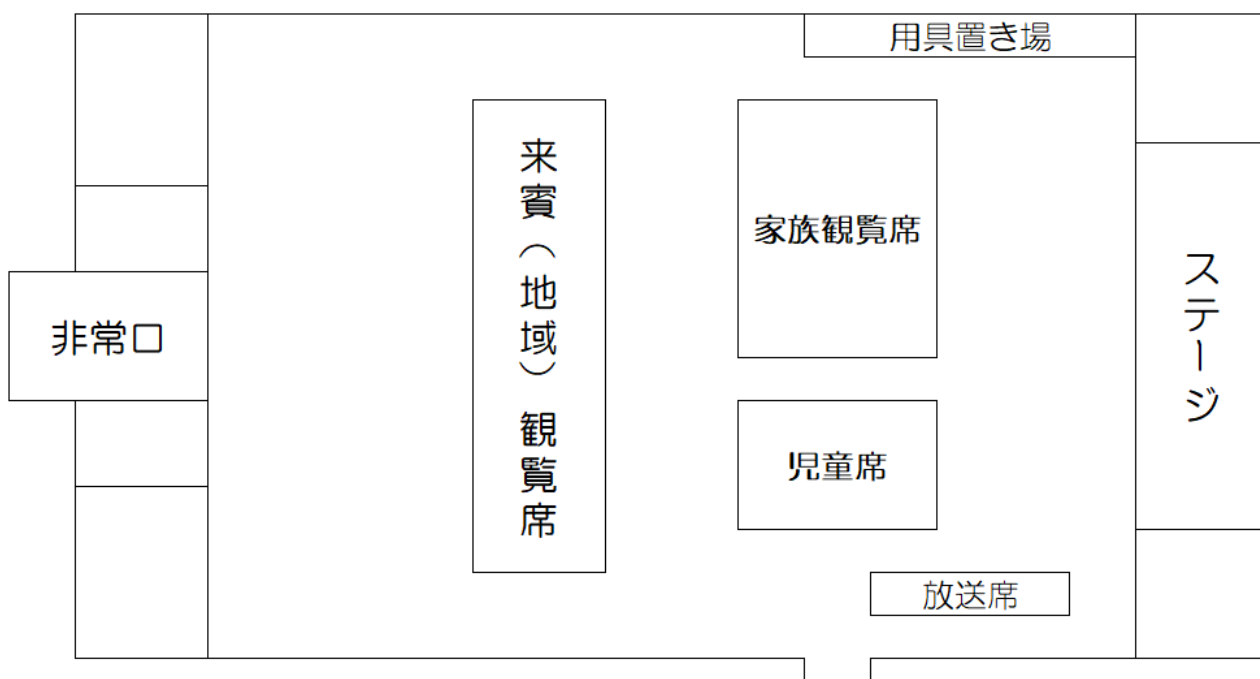 用具置き場
来賓（地域）観覧席
家族観覧席
ステージ
非常口
児童席
放送席